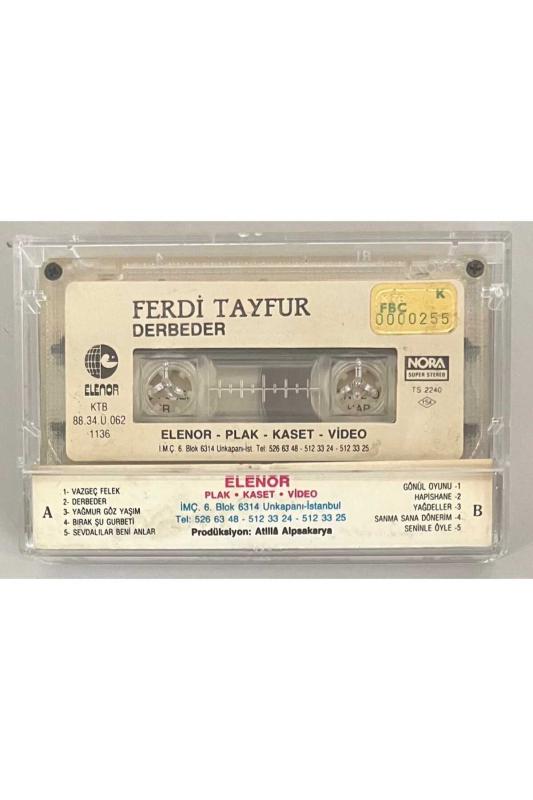 FERDİ TAYFUR
DERBEDER
K
FBC
0000255
ELENOR
KTB
88.34.Ü.062
1136
NORA
SUPER STEREO
TS 2240
TSE
ELENOR - PLAK - KASET - VİDEO
İ.M.Ç. 6. Blok 6314 Unkapanı-İst. Tel: 526 63 48 - 512 33 24 - 512 33 25
ELENOR
PLAK • KASET • VİDEO
İMÇ. 6. Blok 6314 Unkapanı-İstanbul
Tel: 526 63 48 - 512 33 24 - 512 33 25
Prodüksiyon: Atillâ Alpsakarya
A
1- VAZGEÇ FELEK
2- DERBEDER
3- YAĞMUR GÖZ YAŞIM
4- BIRAK ŞU GURBETİ
5- SEVDALILAR BENİ ANLAR
GÖNÜL OYUNU -1
HAPİSHANE -2
YAĞDELLER -3
SANMA SANA DÖNERİM -4
SENİNLE ÖYLE -5
B